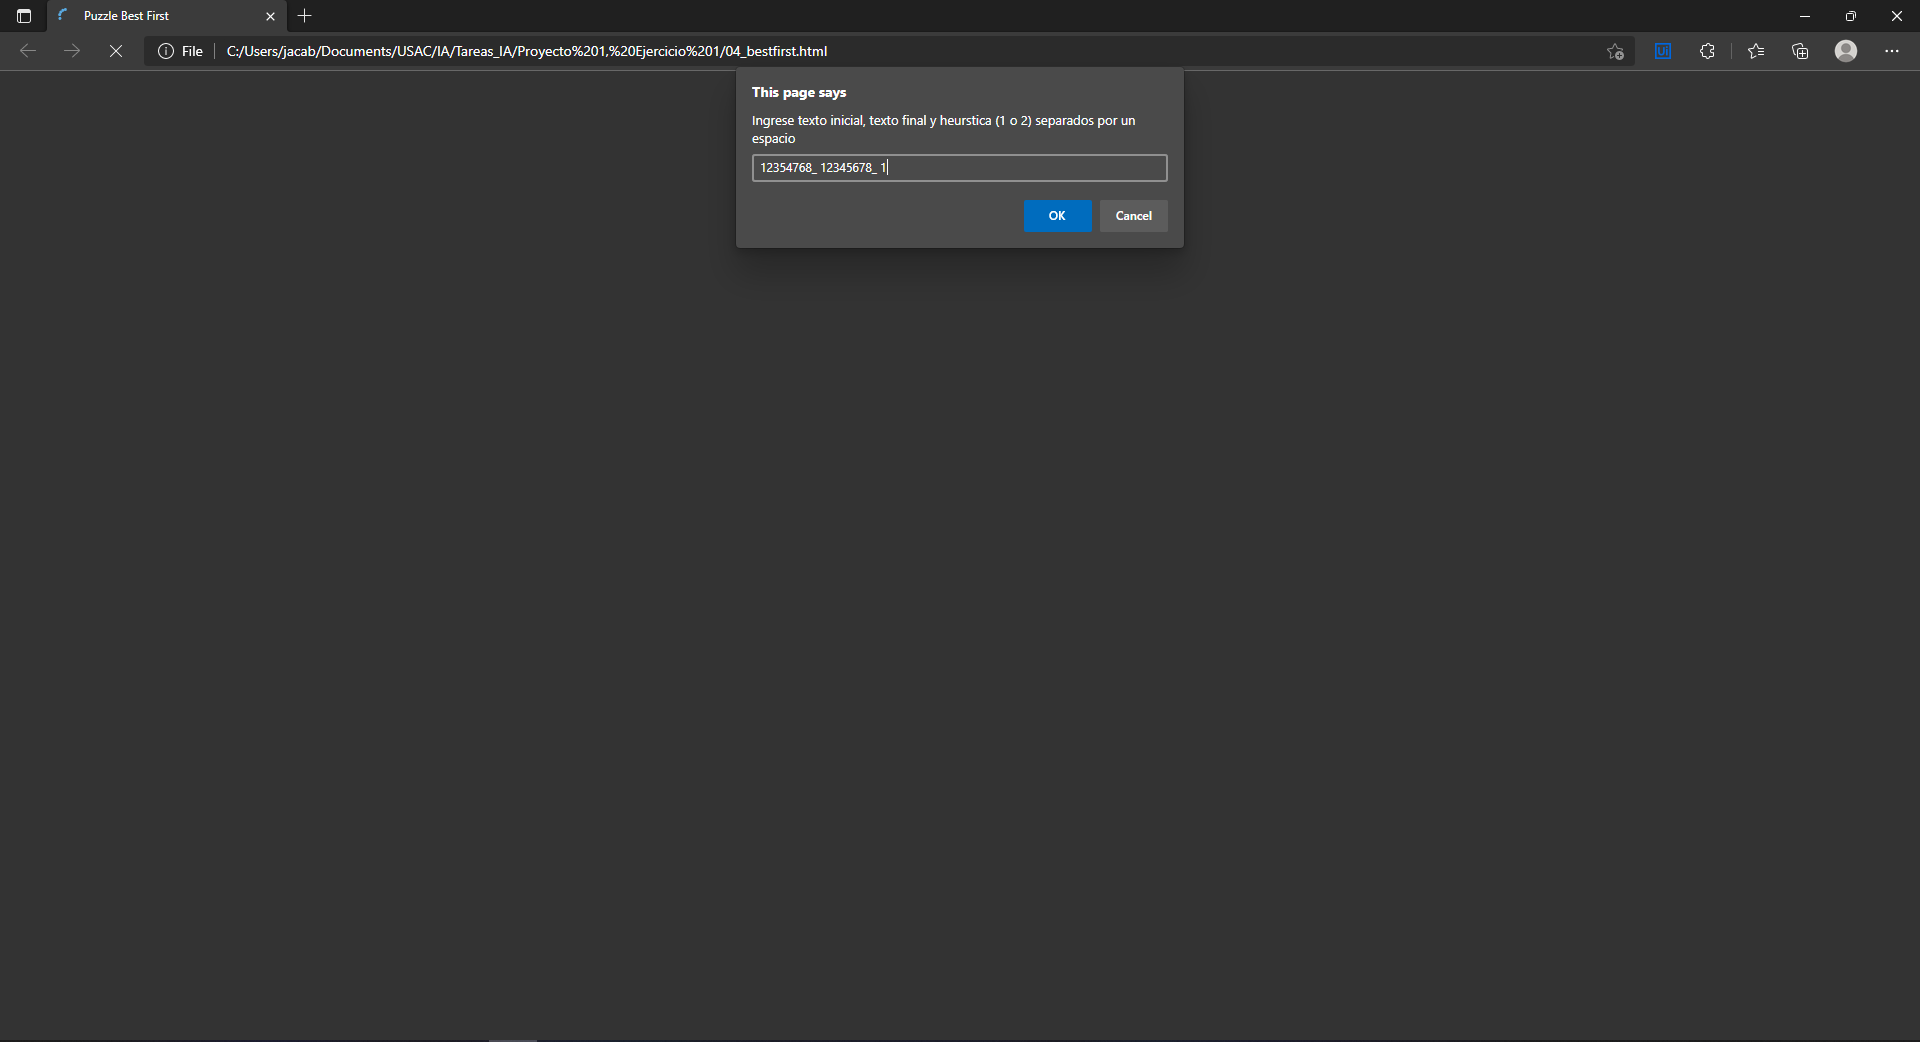 Puzzle Best First
File
C:/Users/jacab/Documents/USAC/IA/Tareas_IA/Proyecto%201,%20Ejercicio%201/04_bestfirst.html
Ui
This page says
Ingrese texto inicial, texto final y heurstica (1 o 2) separados por un
espacio
12354768_ 12345678_ 1
OK
Cancel